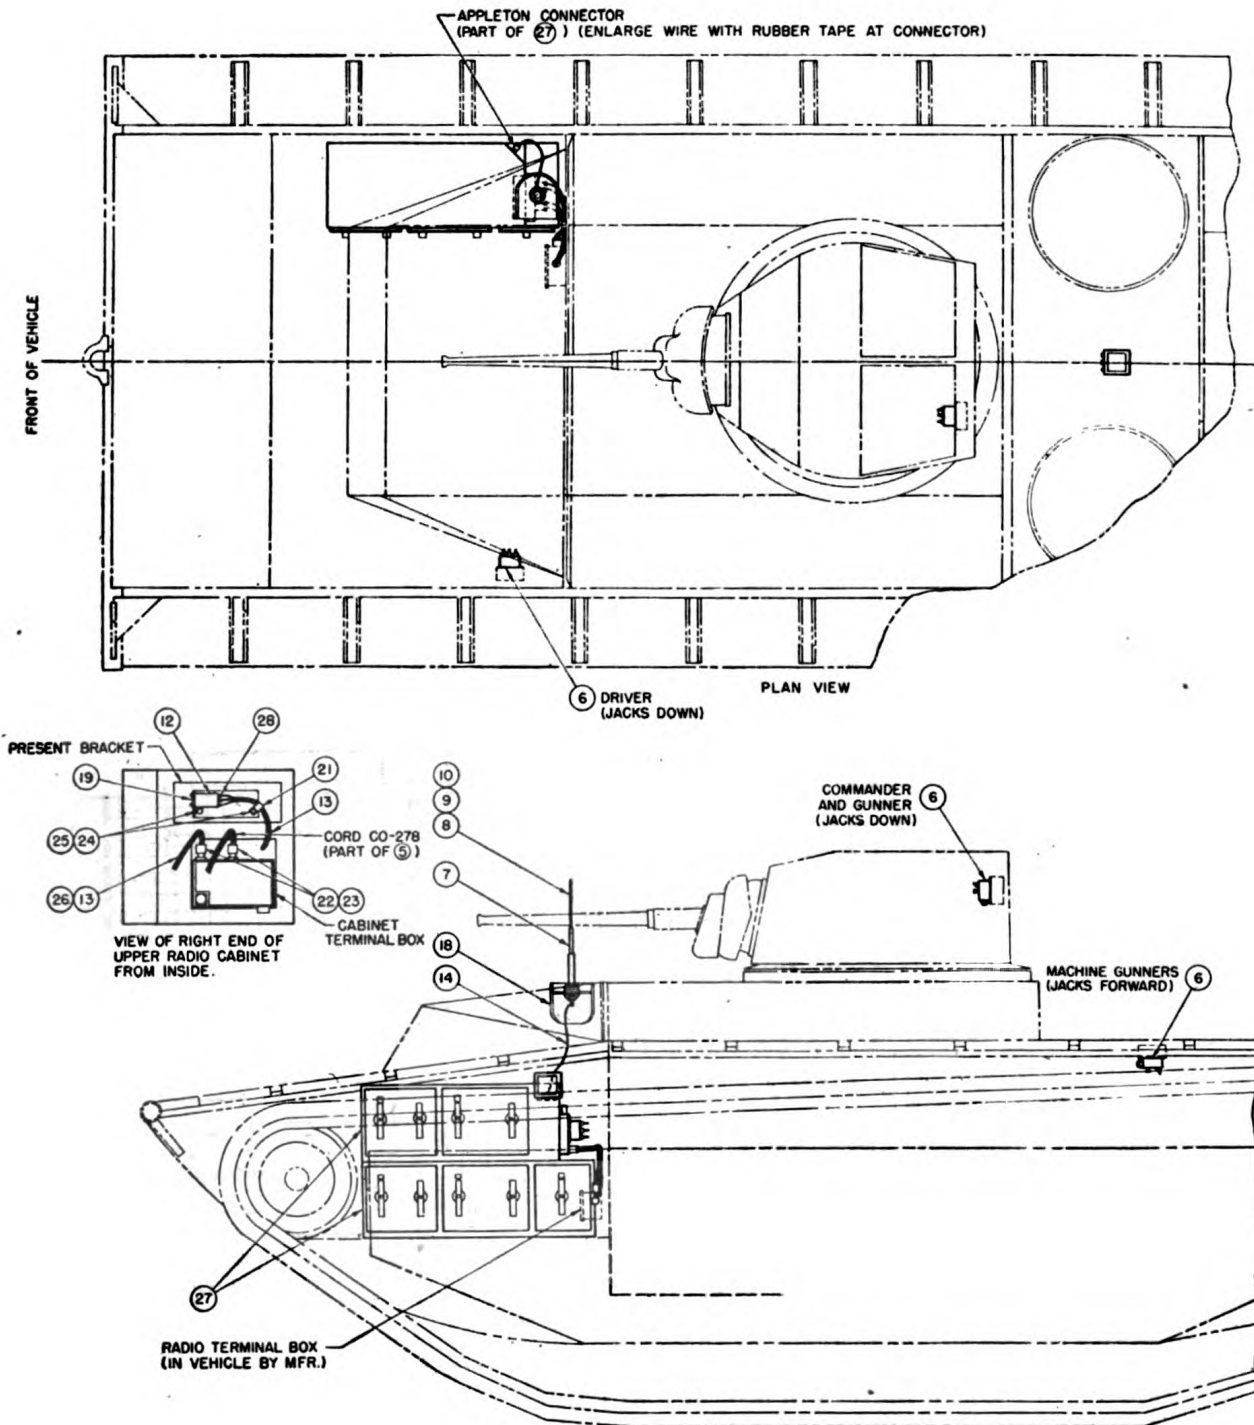 APPLETON CONNECTOR
(PART OF 27) (ENLARGE WIRE WITH RUBBER TAPE AT CONNECTOR)
FRONT OF VEHICLE
6 DRIVER
(JACKS DOWN)
PLAN VIEW
12 28
PRESENT BRACKET
19 21
13
25 24
CORD CO-278
(PART OF 5)
26 13
22 23
CABINET
TERMINAL BOX
VIEW OF RIGHT END OF
UPPER RADIO CABINET
FROM INSIDE.
10
9
8
7
18
14
COMMANDER
AND GUNNER
(JACKS DOWN)
6
MACHINE GUNNERS
(JACKS FORWARD)
6
27
RADIO TERMINAL BOX
(IN VEHICLE BY MFR.)